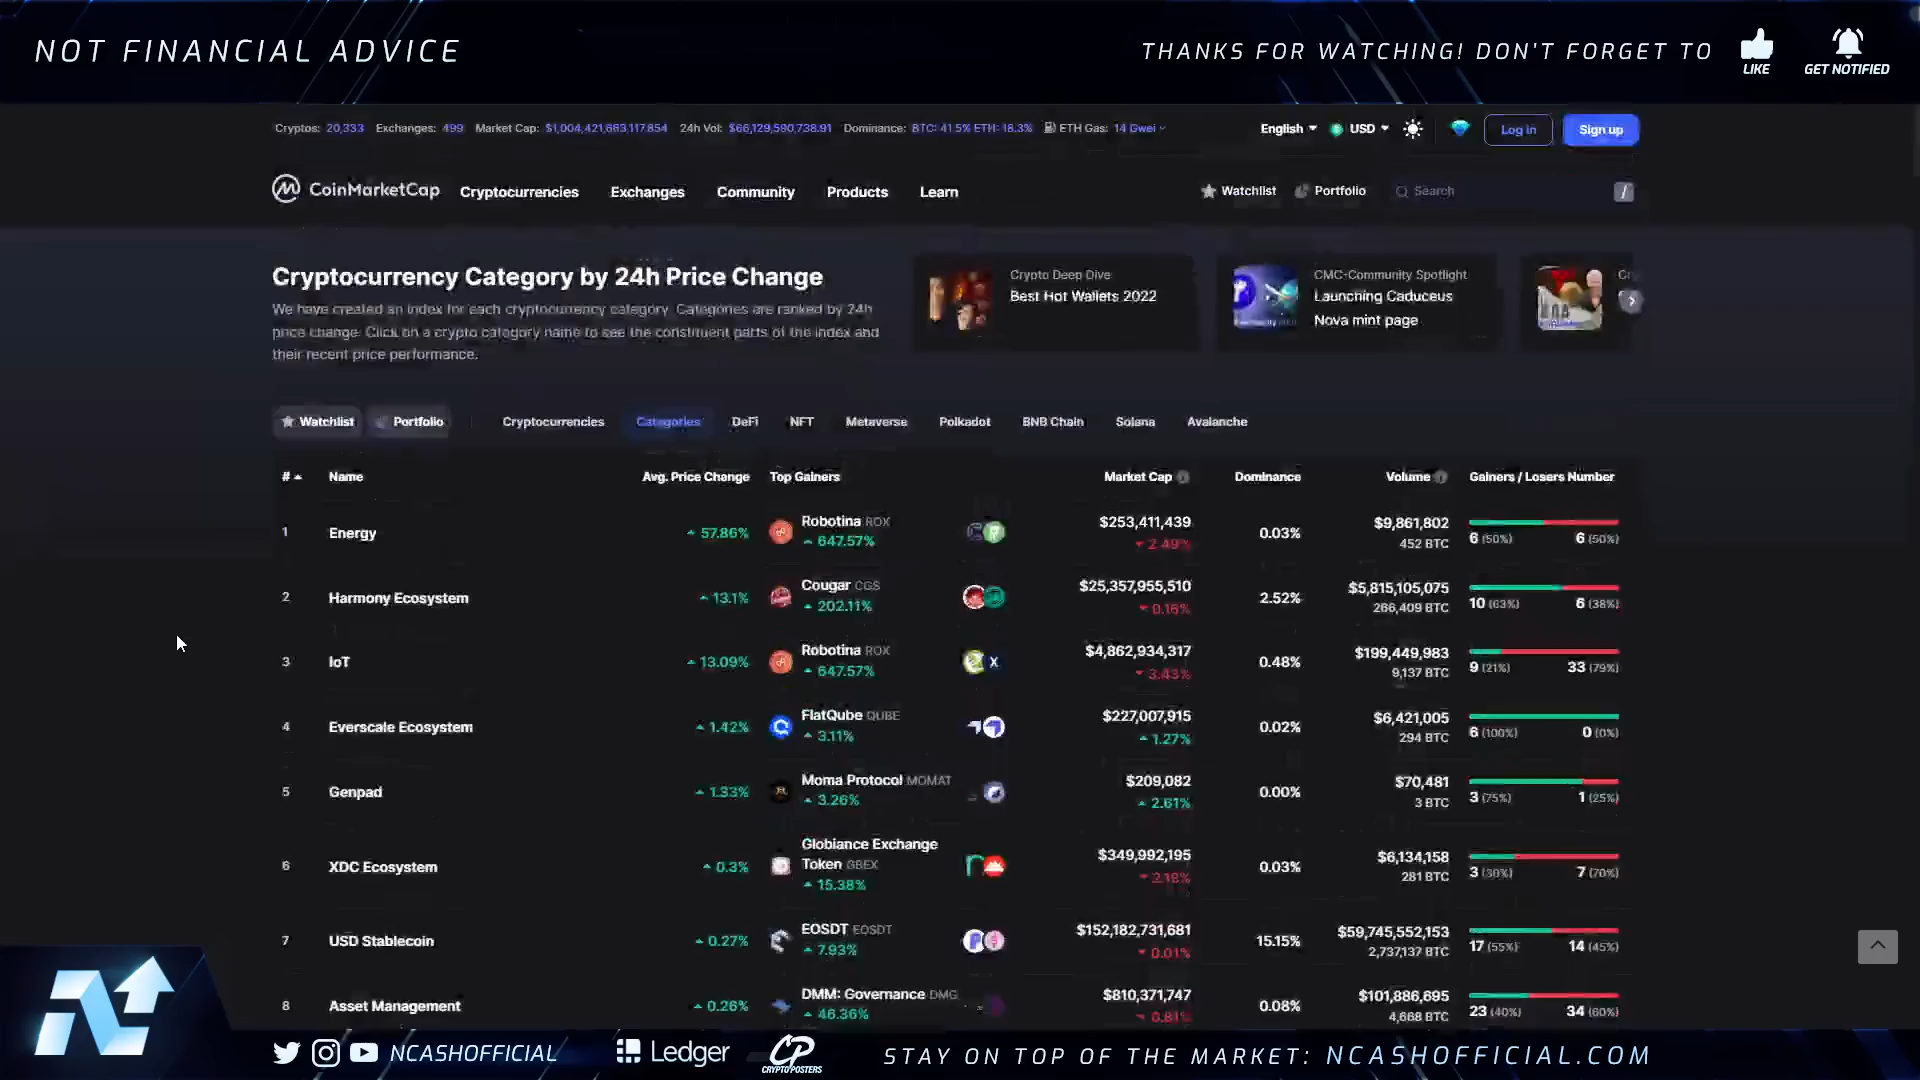 NOT FINANCIAL ADVICE
THANKS FOR WATCHING! DON'T FORGET TO
LIKE
GET NOTIFIED
Cryptos: 20,333 Exchanges: 499 Market Cap: $1,004,421,663,117.854 24h Vol: $66,129,590,738.91 Dominance: BTC: 41.5% ETH: 18.3% ETH Gas: 14 Gwei
English USD Log in Sign up
CoinMarketCap Cryptocurrencies Exchanges Community Products Learn
Watchlist Portfolio Search /
Cryptocurrency Category by 24h Price Change
We have created an index for each cryptocurrency category. Categories are ranked by 24h
price change. Click on a crypto category name to see the constituent parts of the index and
their recent price performance.
Crypto Deep Dive
Best Hot Wallets 2022
CMC-Community Spotlight
Launching Caduceus
Nova mint page
Watchlist Portfolio Cryptocurrencies Categories DeFi NFT Metaverse Polkadot BNB Chain Solana Avalanche
# Name Avg. Price Change Top Gainers Market Cap Dominance Volume Gainers / Losers Number
1 Energy 57.86% Robotina ROX 647.57% $253,411,439 2.49% 0.03% $9,861,802 452 BTC 6 (50%) 6 (50%)
2 Harmony Ecosystem 13.1% Cougar CGS 202.11% $25,357,955,510 0.16% 2.52% $5,815,105,075 266,409 BTC 10 (63%) 6 (38%)
3 IoT 13.09% Robotina ROX 647.57% $4,862,934,317 3.43% 0.48% $199,449,983 9,137 BTC 9 (21%) 33 (79%)
4 Everscale Ecosystem 1.42% FlatQube QUBE 3.11% $227,007,915 1.27% 0.02% $6,421,005 294 BTC 6 (100%) 0 (0%)
5 Genpad 1.33% Moma Protocol MOMAT 3.26% $209,082 2.61% 0.00% $70,481 3 BTC 3 (75%) 1 (25%)
6 XDC Ecosystem 0.3% Globiance Exchange Token GBEX 15.38% $349,992,195 2.18% 0.03% $6,134,158 281 BTC 3 (30%) 7 (70%)
7 USD Stablecoin 0.27% EOSDT EOSDT 7.93% $152,182,731,681 0.01% 15.15% $59,745,552,153 2,737,137 BTC 17 (55%) 14 (45%)
8 Asset Management 0.26% DMM: Governance DMG 46.36% $810,371,747 0.81% 0.08% $101,886,695 4,668 BTC 23 (40%) 34 (60%)
NCASHOFFICIAL
Ledger
CP
CRYPTO POSTERS
STAY ON TOP OF THE MARKET: NCASHOFFICIAL.COM